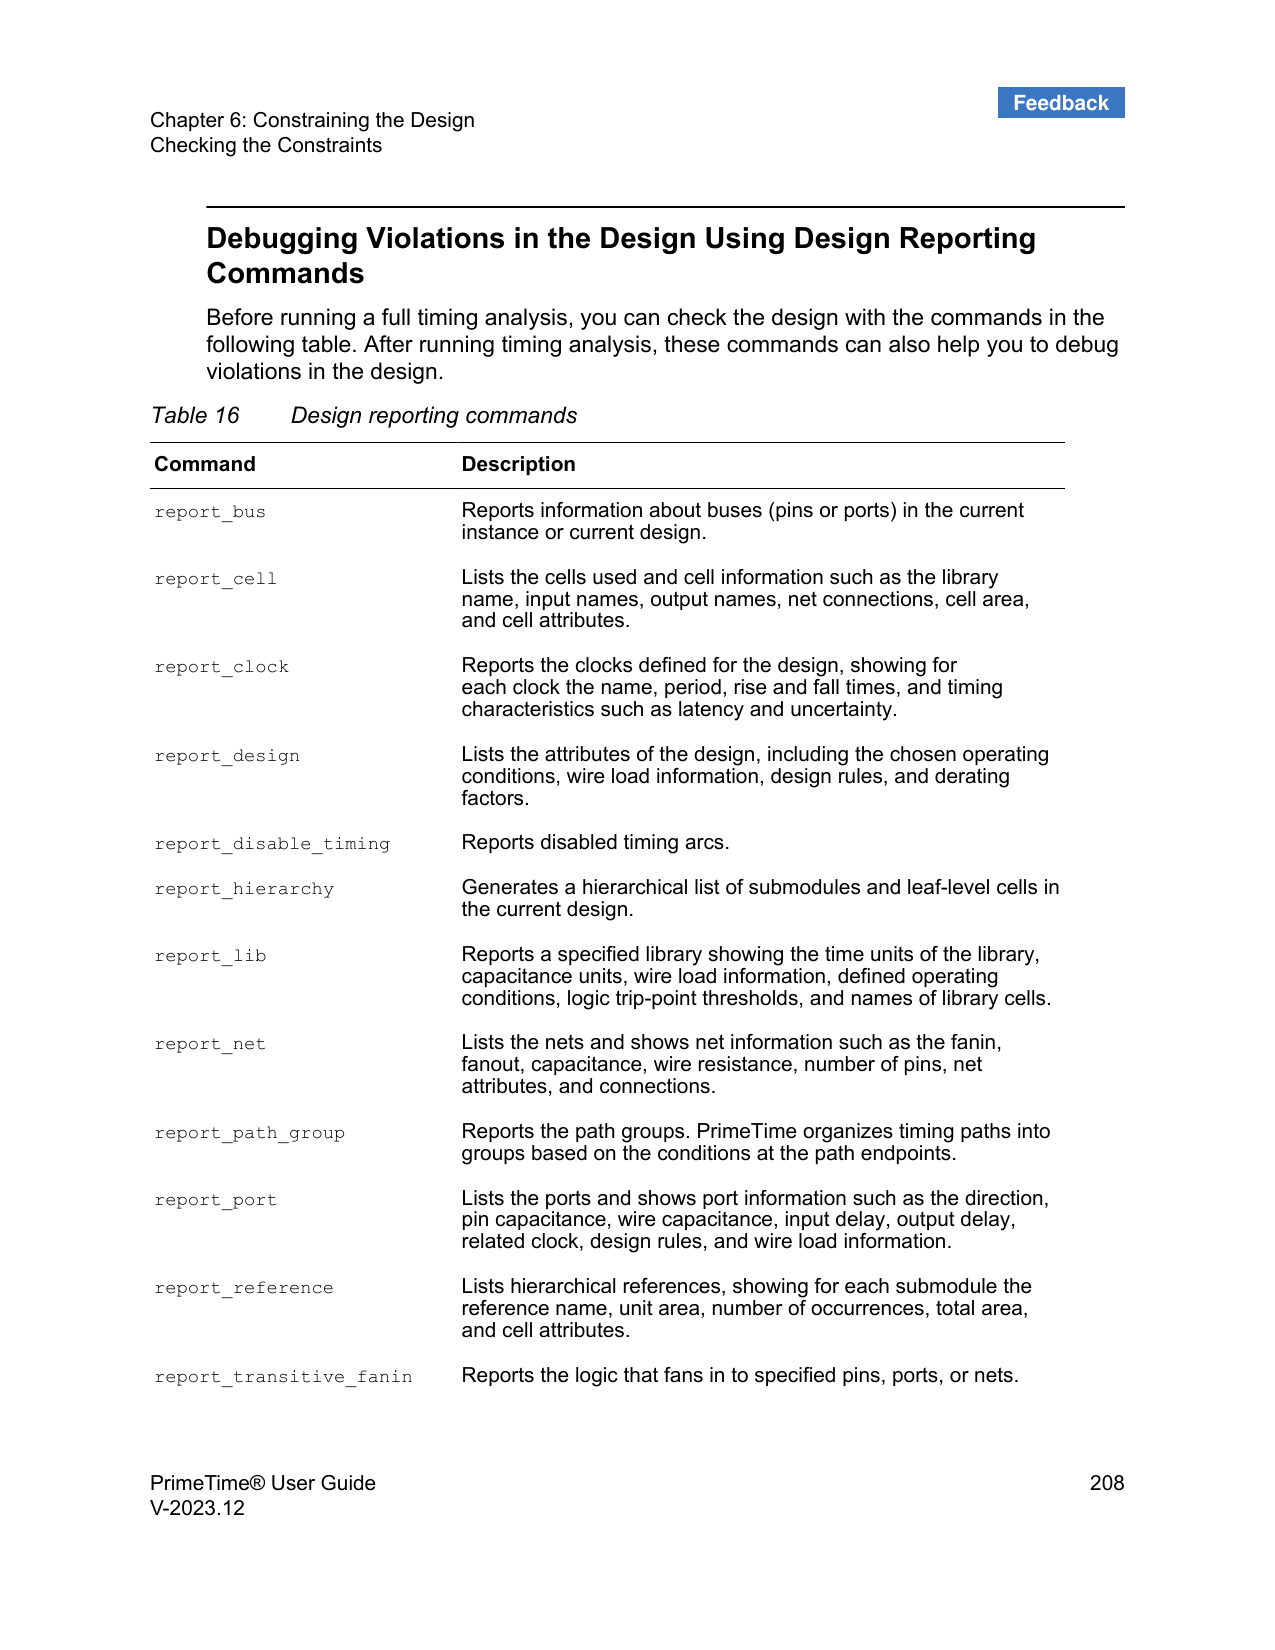 Feedback
Chapter 6: Constraining the Design
Checking the Constraints
Debugging Violations in the Design Using Design Reporting
Commands
Before running a full timing analysis, you can check the design with the commands in the
following table. After running timing analysis, these commands can also help you to debug
violations in the design.
Table 16 Design reporting commands
Command Description
report_bus Reports information about buses (pins or ports) in the current
instance or current design.
report_cell Lists the cells used and cell information such as the library
name, input names, output names, net connections, cell area,
and cell attributes.
report_clock Reports the clocks defined for the design, showing for
each clock the name, period, rise and fall times, and timing
characteristics such as latency and uncertainty.
report_design Lists the attributes of the design, including the chosen operating
conditions, wire load information, design rules, and derating
factors.
report_disable_timing Reports disabled timing arcs.
report_hierarchy Generates a hierarchical list of submodules and leaf-level cells in
the current design.
report_lib Reports a specified library showing the time units of the library,
capacitance units, wire load information, defined operating
conditions, logic trip-point thresholds, and names of library cells.
report_net Lists the nets and shows net information such as the fanin,
fanout, capacitance, wire resistance, number of pins, net
attributes, and connections.
report_path_group Reports the path groups. PrimeTime organizes timing paths into
groups based on the conditions at the path endpoints.
report_port Lists the ports and shows port information such as the direction,
pin capacitance, wire capacitance, input delay, output delay,
related clock, design rules, and wire load information.
report_reference Lists hierarchical references, showing for each submodule the
reference name, unit area, number of occurrences, total area,
and cell attributes.
report_transitive_fanin Reports the logic that fans in to specified pins, ports, or nets.
PrimeTime® User Guide 208
V-2023.12